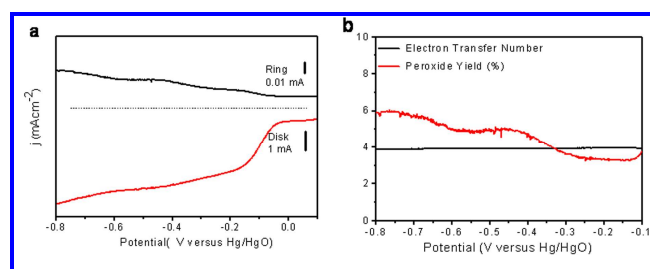 a
j (mAcm-2)
Ring
0.01 mA
Disk
1 mA
-0.8 -0.6 -0.4 -0.2 0.0
Potential( V versus Hg/HgO)
b
10
8
6
4
2
0
Electron Transfer Number
Peroxide Yield (%)
-0.8 -0.7 -0.6 -0.5 -0.4 -0.3 -0.2 -0.1
Potential (V versus Hg/HgO)